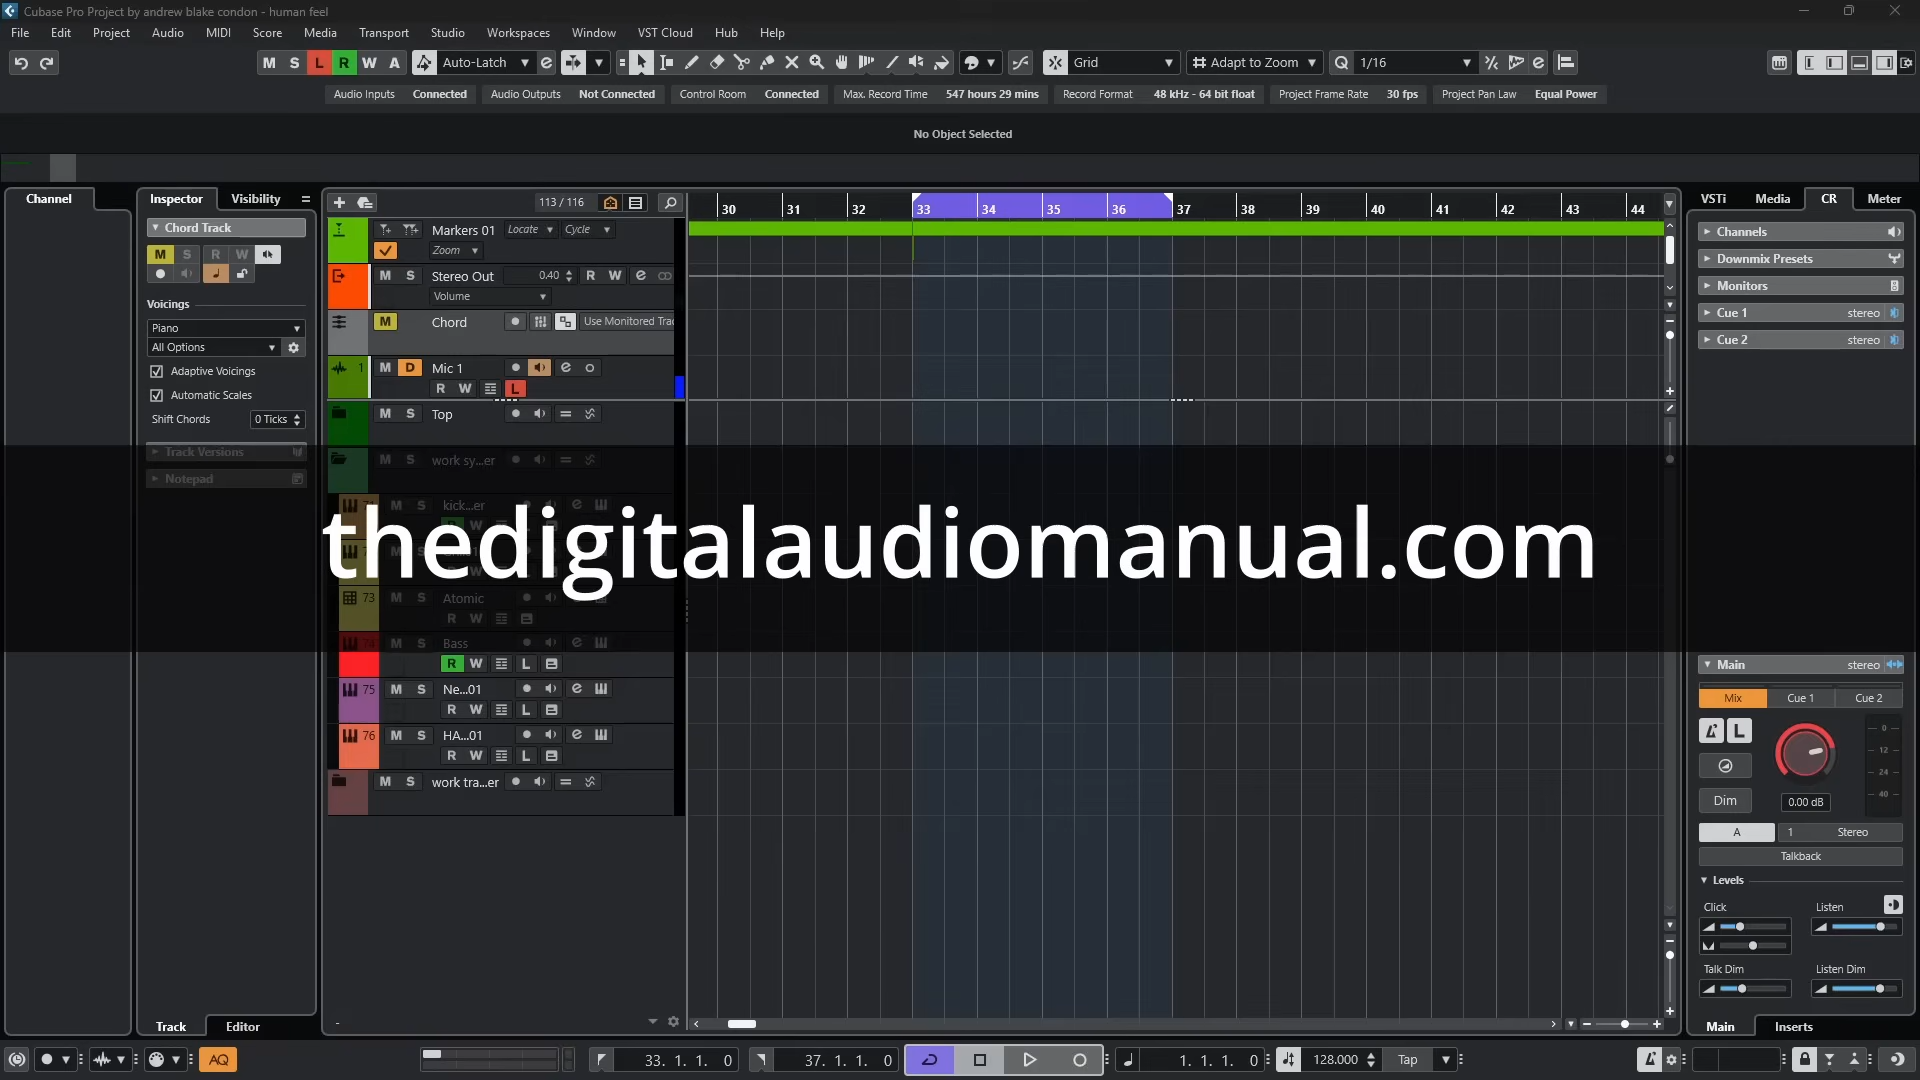 Cubase Pro Project by andrew blake condon - human feel
File Edit Project Audio MIDI Score Media Transport Studio Workspaces Window VST Cloud Hub Help
M S L R W A Auto-Latch Grid Adapt to Zoom Q 1/16
Audio Inputs Connected Audio Outputs Not Connected Control Room Connected Max. Record Time 547 hours 29 mins Record Format 48 kHz - 64 bit float Project Frame Rate 30 fps Project Pan Law Equal Power
No Object Selected
Channel
Inspector Visibility
Chord Track
M S R W
Voicings
Piano
All Options
Adaptive Voicings
Automatic Scales
Shift Chords 0 Ticks
Track Versions
Notepad
Track Editor
113 / 116
30 31 32 33 34 35 36 37 38 39 40 41 42 43 44
Markers 01 Locate Cycle
Zoom
M S Stereo Out 0.40 R W
Volume
M Chord Use Monitored Trac
1 M D Mic 1
R W L
M S Top
M S work sy...er
M S kick...er
thedigitalaudiomanual.com
73 M S Atomic
R W
M S Bass
R W L
75 M S Ne...01
R W L
76 M S HA...01
R W L
M S work tra...er
VSTi Media CR Meter
Channels
Downmix Presets
Monitors
Cue 1 stereo
Cue 2 stereo
Main stereo
Mix Cue 1 Cue 2
L
0
12
24
40
Dim 0.00 dB
A 1 Stereo
Talkback
Levels
Click Listen
Talk Dim Listen Dim
Main Inserts
AQ 33. 1. 1. 0 37. 1. 1. 0 1. 1. 1. 0 128.000 Tap